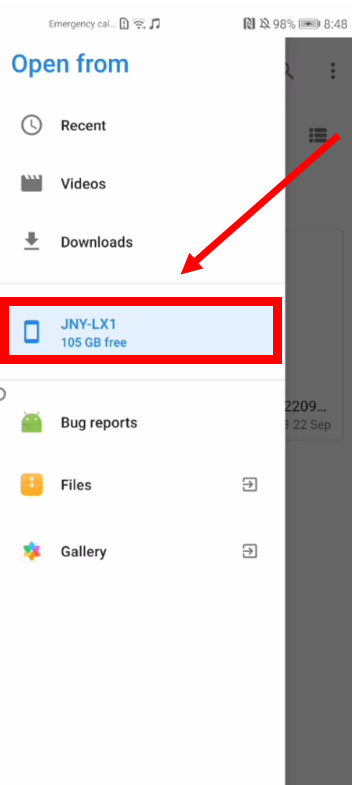 Emergency cal... 98% 8:48
Open from
Recent
Videos
Downloads
JNY-LX1
105 GB free
2209...
22 Sep
Bug reports
Files
Gallery